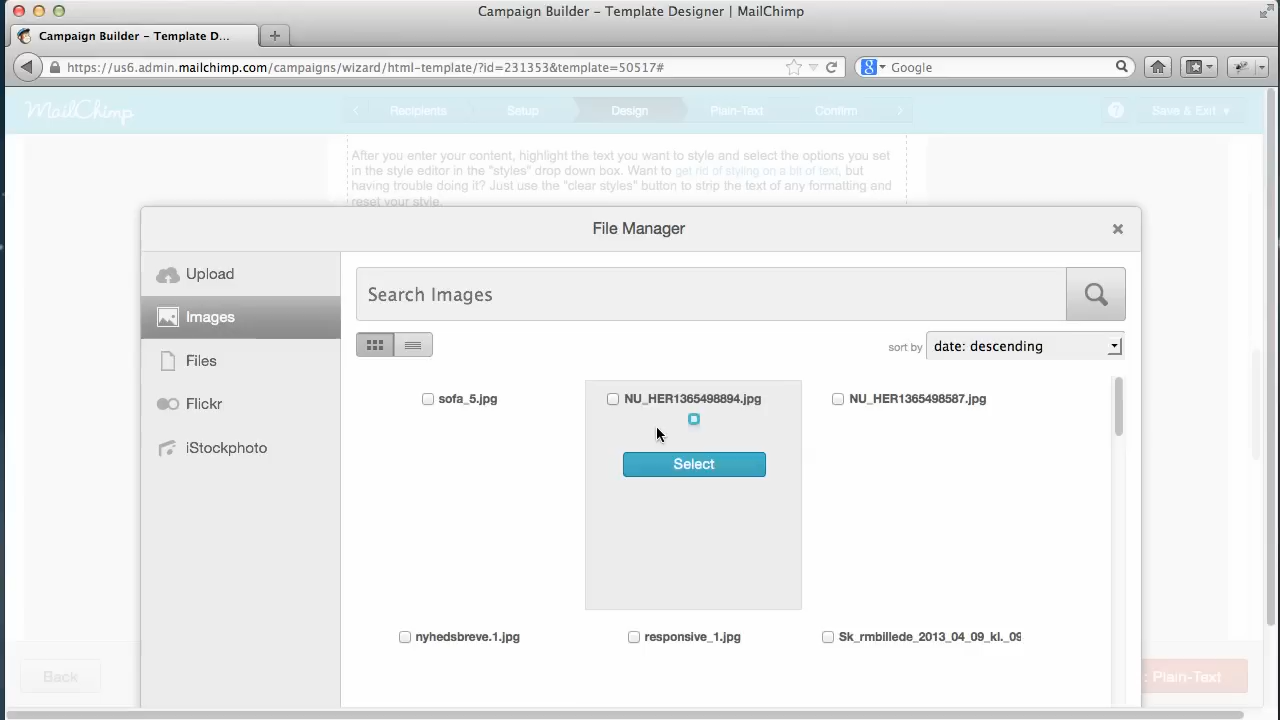 Campaign Builder – Template Designer | MailChimp
Campaign Builder – Template D...
https://us6.admin.mailchimp.com/campaigns/wizard/html-template/?id=231353&template=50517#
Google
MailChimp
Recipients
Setup
Design
Plain-Text
Confirm
?
Save & Exit
After you enter your content, highlight the text you want to style and select the options you set
in the style editor in the "styles" drop down box. Want to get rid of styling on a bit of text, but
having trouble doing it? Just use the "clear styles" button to strip the text of any formatting and
reset your style.
File Manager
Upload
Images
Files
Flickr
iStockphoto
Search Images
sort by
date: descending
sofa_5.jpg
NU_HER1365498894.jpg
NU_HER1365498587.jpg
Select
nyhedsbreve.1.jpg
responsive_1.jpg
Sk_rmbillede_2013_04_09_kl._09
Back
: Plain-Text